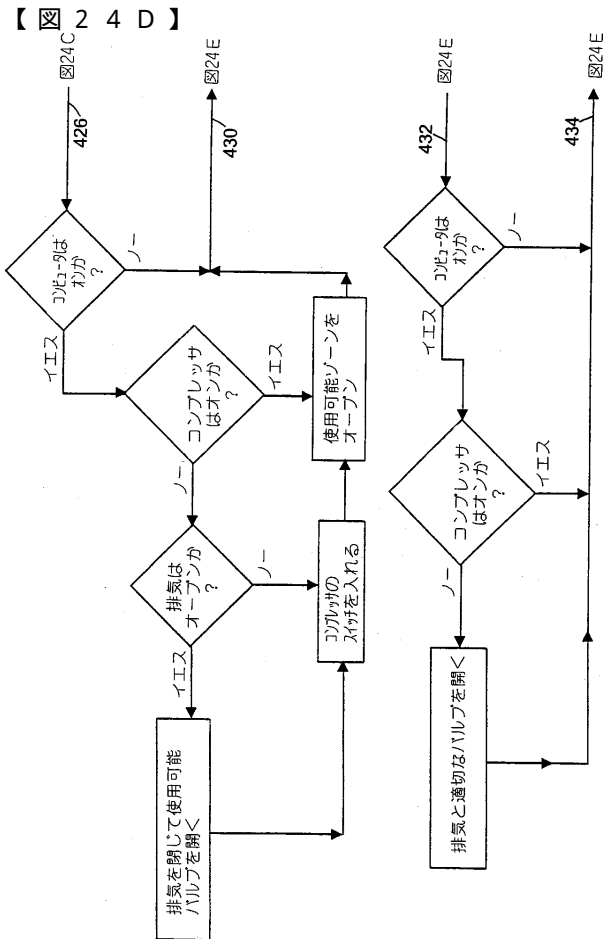 【図２４Ｄ】
図24C
426
コンピュータは
オンか
?
ノー
イエス
430
図24E
コンプレッサ
はオンか
?
イエス
ノー
使用可能ゾーンを
オープン
排気は
オープンか
?
ノー
イエス
コンプレッサの
スイッチを入れる
排気を閉じて使用可能
バルブを開く
図24E
432
コンピュータは
オンか
?
ノー
イエス
434
図24E
コンプレッサ
はオンか
?
イエス
ノー
排気と適切なバルブを開く